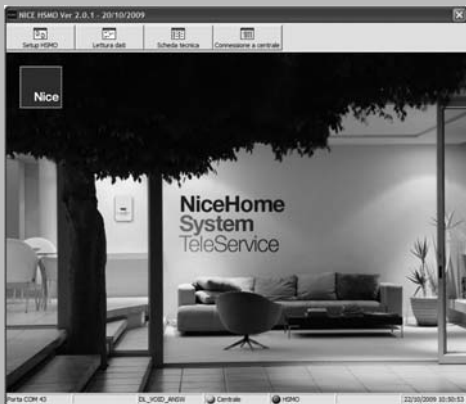 NICE HSMO Ver 2.0.1 - 20/10/2009
Setup HSMO Lettura dati Scheda tecnica Connessione a centrale
Nice
NiceHome
System
TeleService
Porta COM 43 DL_VOID_ANSW Centrale HSMO 22/10/2009 10:50:53